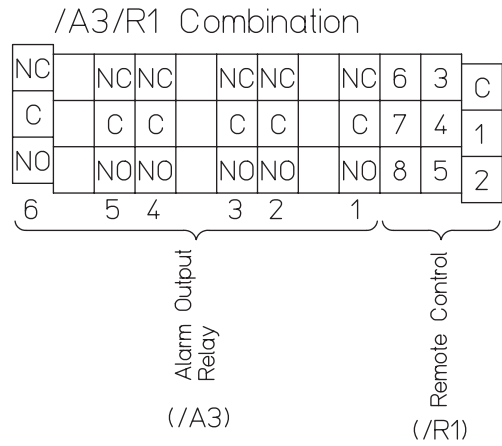 /A3/R1 Combination
NC NC NC NC NC NC 6 3 C
C C C C C C 7 4 1
NO NO NO NO NO NO 8 5 2
6 5 4 3 2 1
Alarm Output
Relay
(/A3)
Remote Control
(/R1)